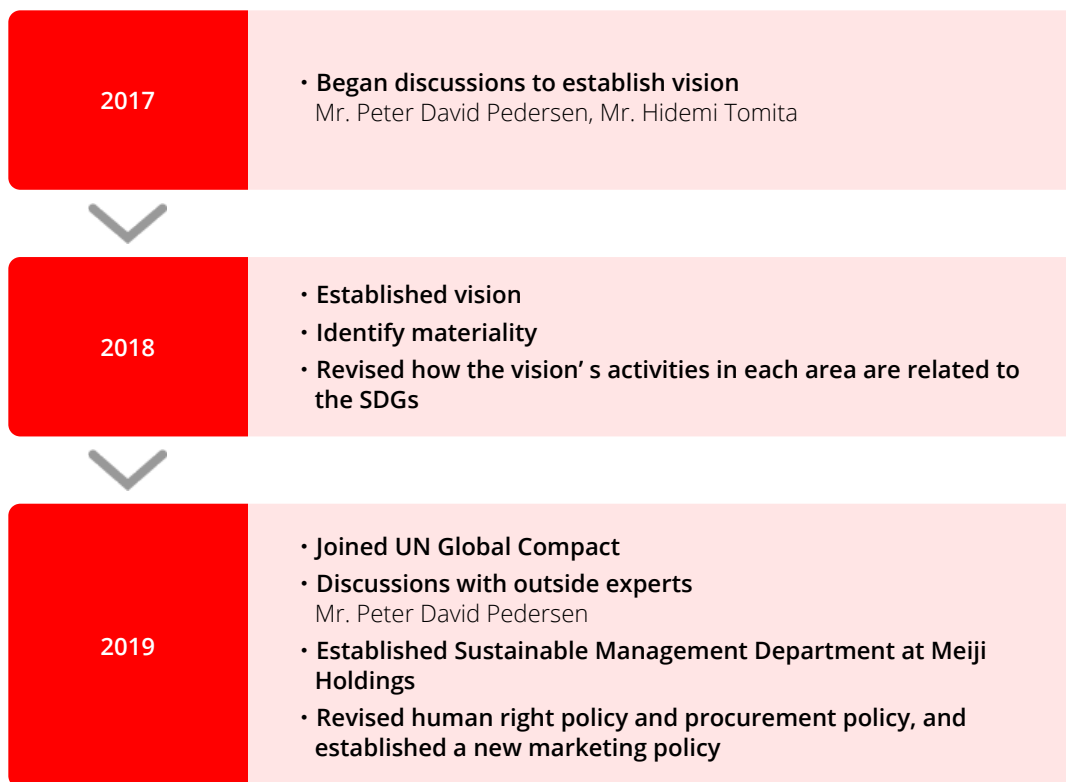 2017
・Began discussions to establish vision
Mr. Peter David Pedersen, Mr. Hidemi Tomita
2018
・Established vision
・Identify materiality
・Revised how the vision’ s activities in each area are related to
the SDGs
2019
・Joined UN Global Compact
・Discussions with outside experts
Mr. Peter David Pedersen
・Established Sustainable Management Department at Meiji
Holdings
・Revised human right policy and procurement policy, and
established a new marketing policy